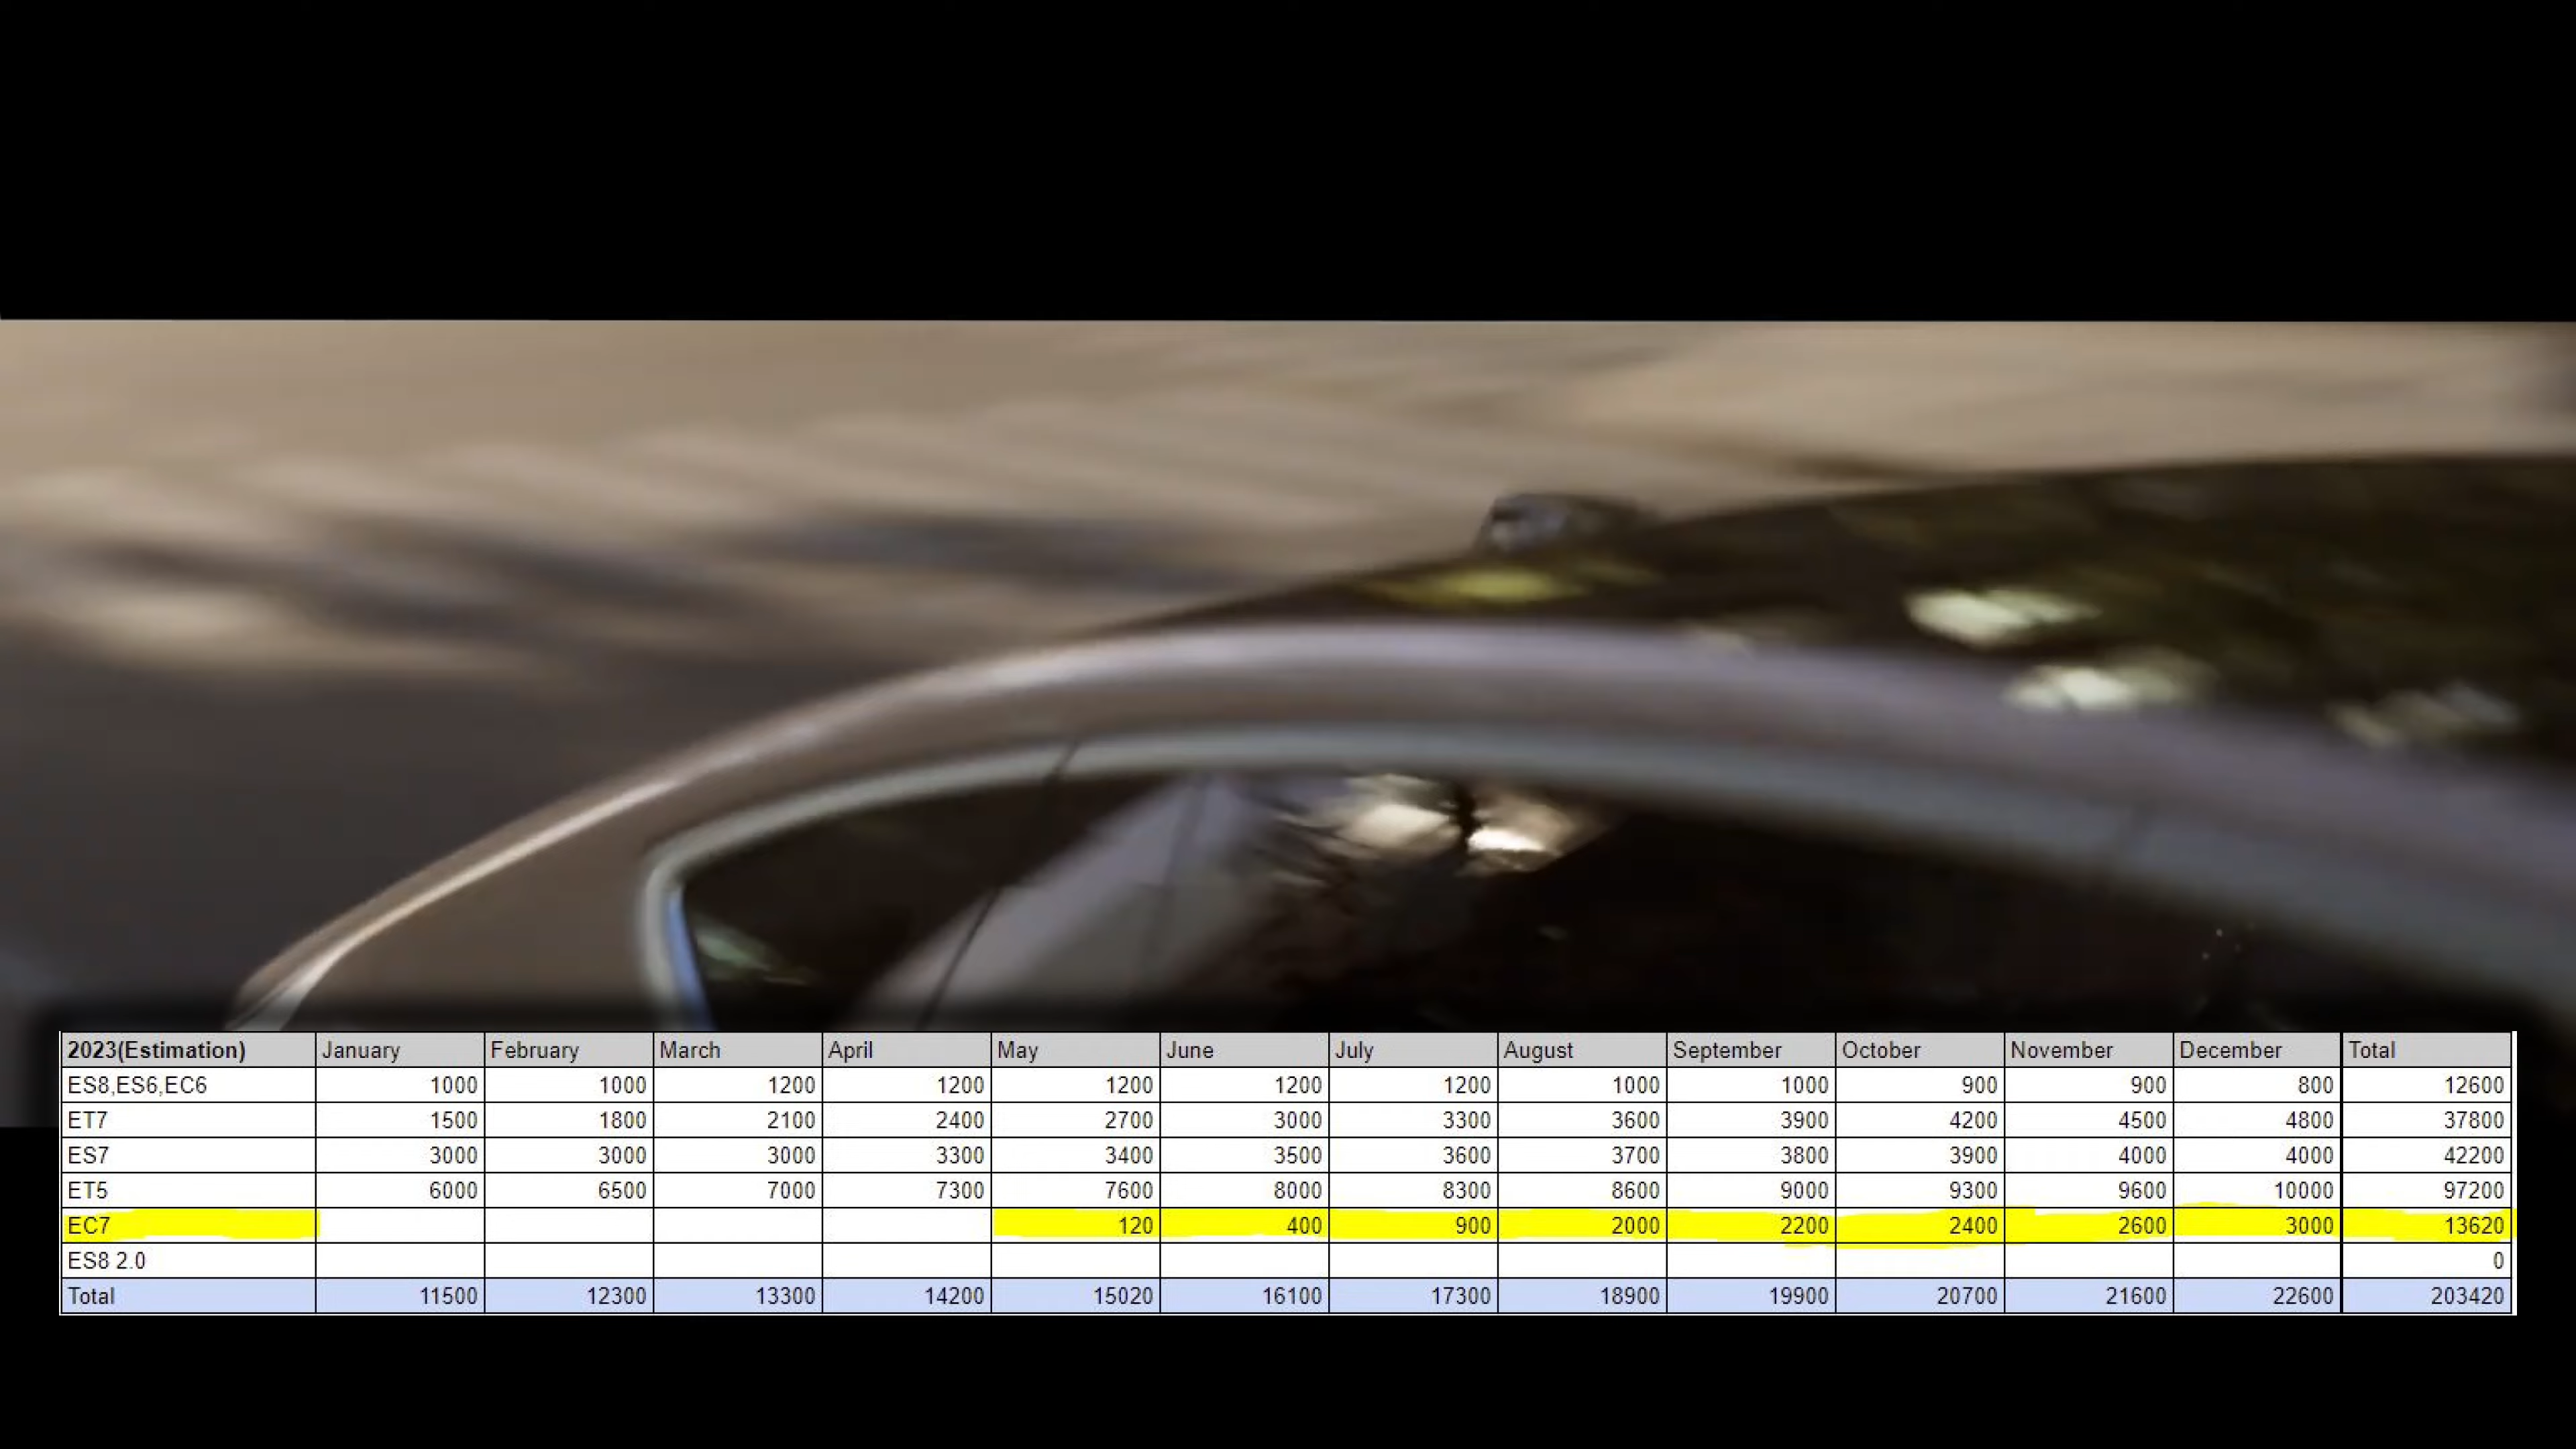 2023(Estimation) January February March April May June July August September October November December Total
ES8,ES6,EC6 1000 1000 1200 1200 1200 1200 1200 1000 1000 900 900 800 12600
ET7 1500 1800 2100 2400 2700 3000 3300 3600 3900 4200 4500 4800 37800
ES7 3000 3000 3000 3300 3400 3500 3600 3700 3800 3900 4000 4000 42200
ET5 6000 6500 7000 7300 7600 8000 8300 8600 9000 9300 9600 10000 97200
EC7 120 400 900 2000 2200 2400 2600 3000 13620
ES8 2.0 0
Total 11500 12300 13300 14200 15020 16100 17300 18900 19900 20700 21600 22600 203420